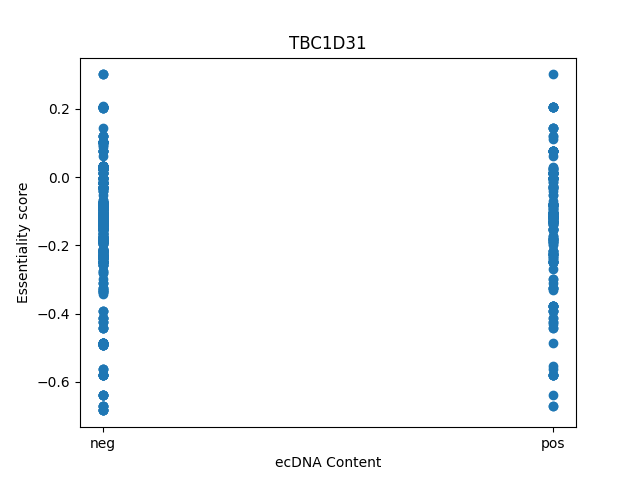 TBC1D31
Essentiality score
0.2
0.0
−0.2
−0.4
−0.6
neg
pos
ecDNA Content